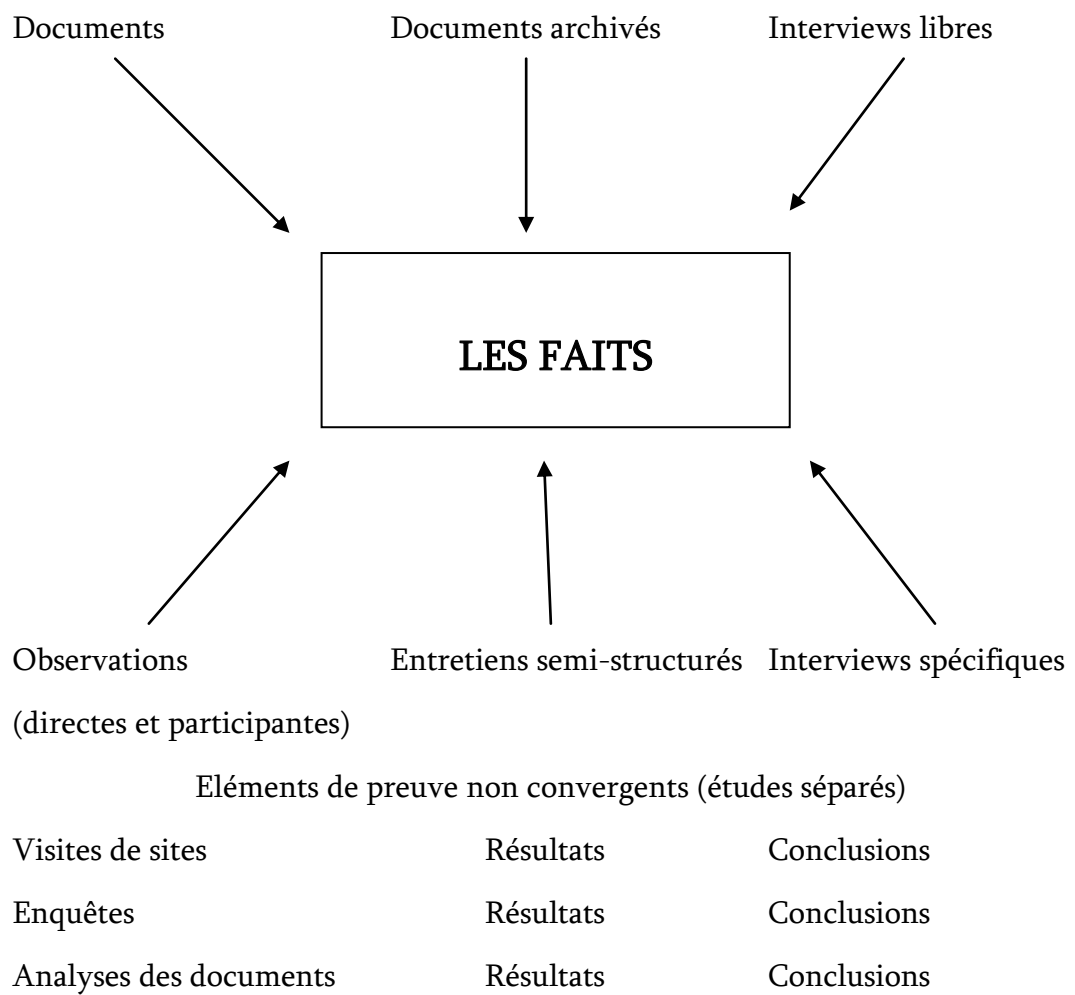 Documents Documents archivés Interviews libres
LES FAITS
Observations Entretiens semi-structurés Interviews spécifiques
(directes et participantes)
Eléments de preuve non convergents (études séparés)
Visites de sites Résultats Conclusions
Enquêtes Résultats Conclusions
Analyses des documents Résultats Conclusions